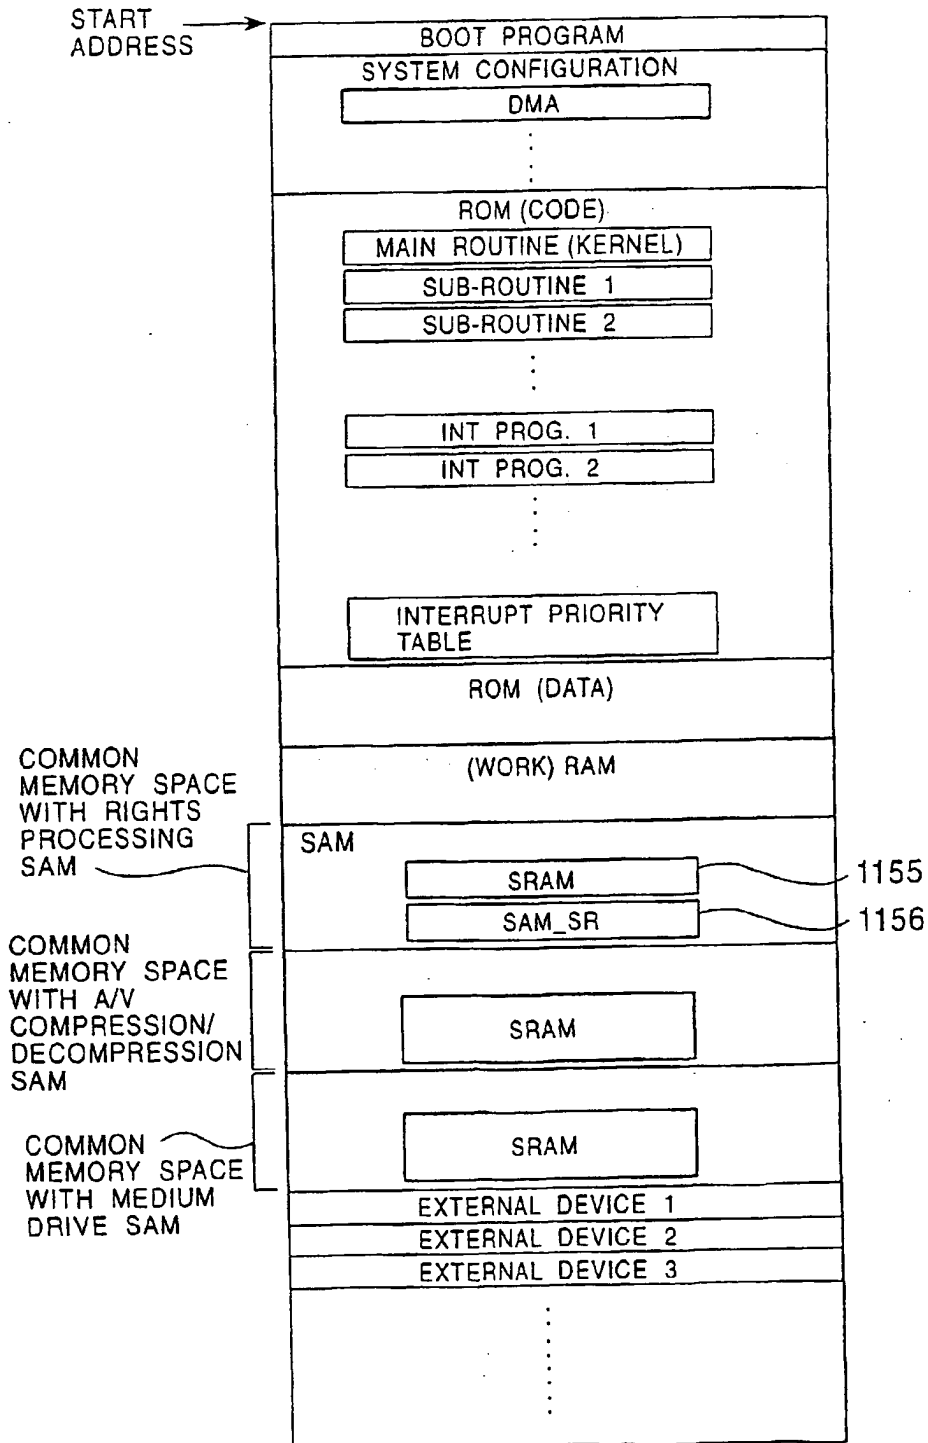 START
ADDRESS
BOOT PROGRAM
SYSTEM CONFIGURATION
DMA
ROM (CODE)
MAIN ROUTINE (KERNEL)
SUB-ROUTINE 1
SUB-ROUTINE 2
INT PROG. 1
INT PROG. 2
INTERRUPT PRIORITY
TABLE
ROM (DATA)
(WORK) RAM
COMMON
MEMORY SPACE
WITH RIGHTS
PROCESSING
SAM
SAM
SRAM
1155
SAM_SR
1156
COMMON
MEMORY SPACE
WITH A/V
COMPRESSION/
DECOMPRESSION
SAM
SRAM
COMMON
MEMORY SPACE
WITH MEDIUM
DRIVE SAM
SRAM
EXTERNAL DEVICE 1
EXTERNAL DEVICE 2
EXTERNAL DEVICE 3